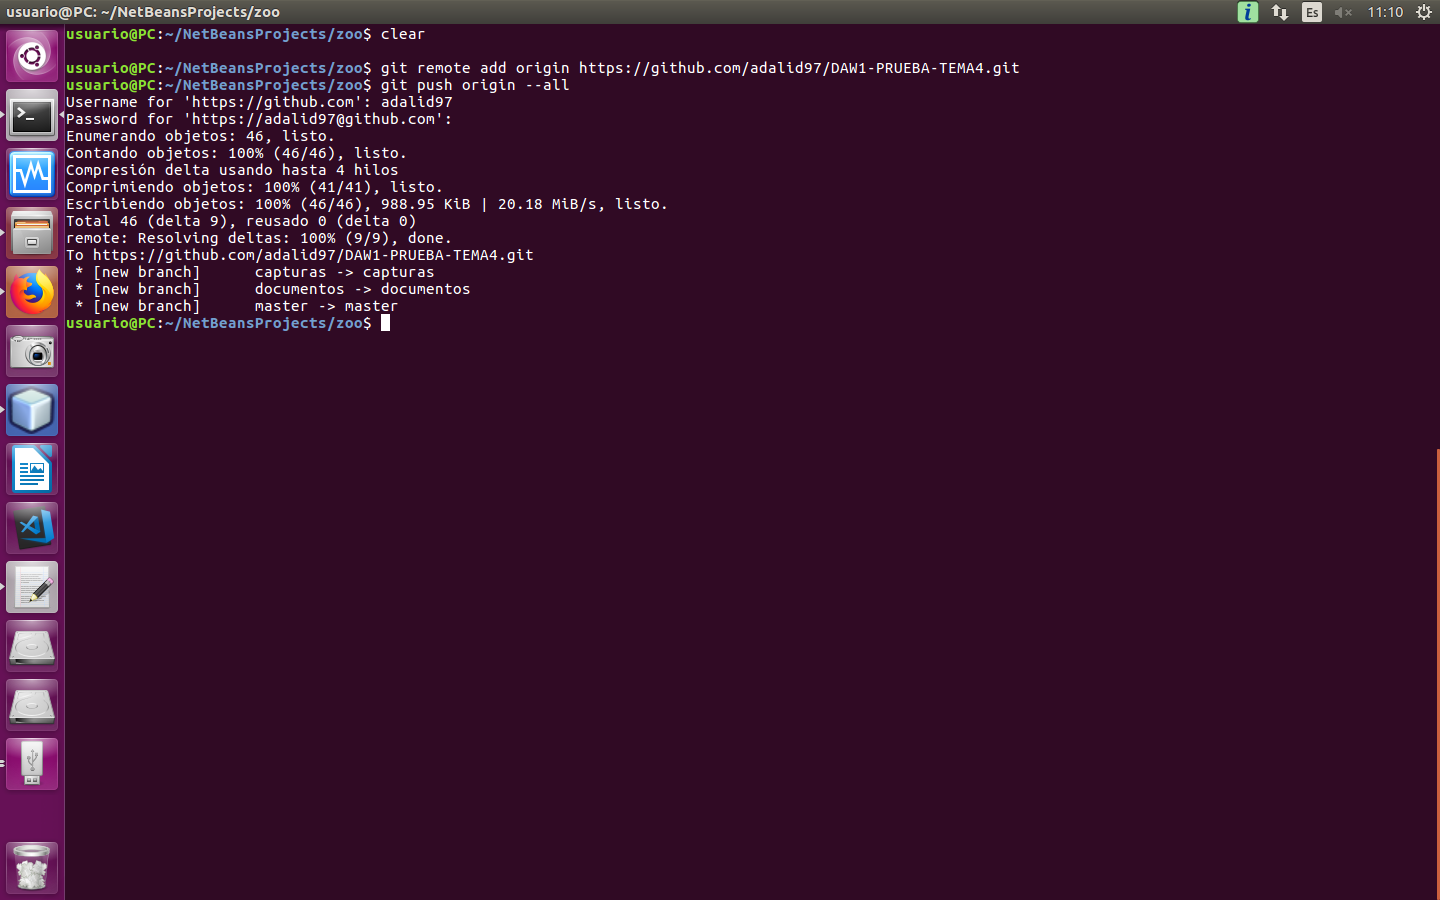 usuario@PC: ~/NetBeansProjects/zoo
Es
11:10
usuario@PC:~/NetBeansProjects/zoo$ clear
usuario@PC:~/NetBeansProjects/zoo$ git remote add origin https://github.com/adalid97/DAW1-PRUEBA-TEMA4.git
usuario@PC:~/NetBeansProjects/zoo$ git push origin --all
Username for 'https://github.com': adalid97
Password for 'https://adalid97@github.com':
Enumerando objetos: 46, listo.
Contando objetos: 100% (46/46), listo.
Compresión delta usando hasta 4 hilos
Comprimiendo objetos: 100% (41/41), listo.
Escribiendo objetos: 100% (46/46), 988.95 KiB | 20.18 MiB/s, listo.
Total 46 (delta 9), reusado 0 (delta 0)
remote: Resolving deltas: 100% (9/9), done.
To https://github.com/adalid97/DAW1-PRUEBA-TEMA4.git
 * [new branch]      capturas -> capturas
 * [new branch]      documentos -> documentos
 * [new branch]      master -> master
usuario@PC:~/NetBeansProjects/zoo$